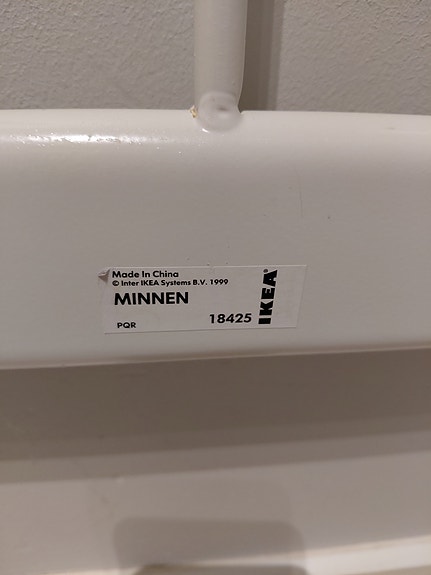 Made In China
© Inter IKEA Systems B.V. 1999
MINNEN
PQR 18425
IKEA®